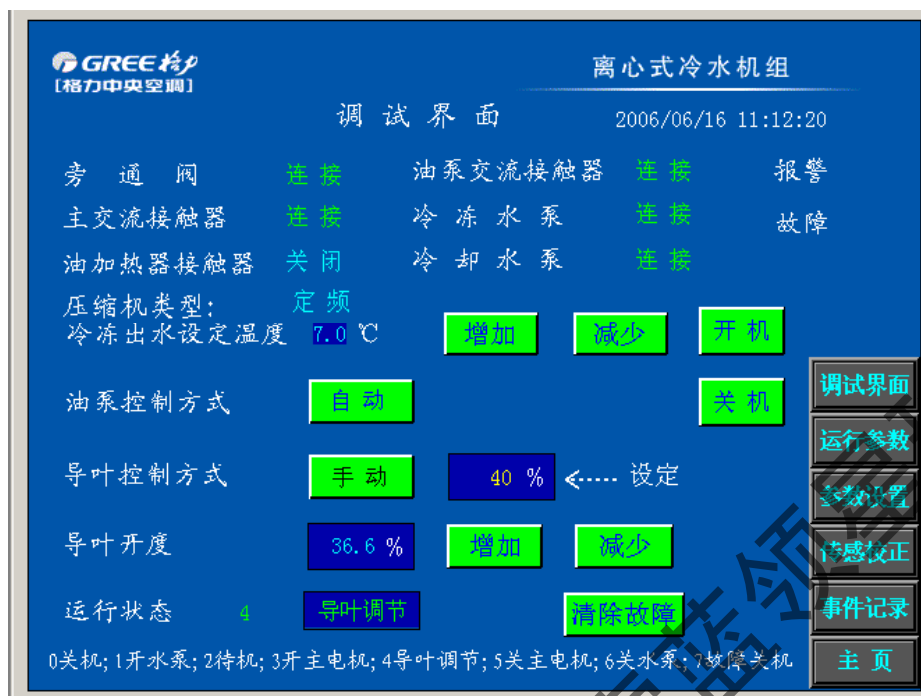 GREE 格力
[格力中央空调]
离心式冷水机组
调试界面
2006/06/16 11:12:20
旁通阀 连接 油泵交流接触器 连接 报警
主交流接触器 连接 冷冻水泵 连接 故障
油加热器接触器 关闭 冷却水泵 连接
压缩机类型: 定频
冷冻出水设定温度 7.0 ℃ 增加 减少 开机
油泵控制方式 自动 关机
导叶控制方式 手动 40 % <----- 设定
导叶开度 36.6 % 增加 减少
运行状态 4 导叶调节 清除故障
0关机;1开水泵;2待机;3开主电机;4导叶调节;5关主电机;6关水泵;7故障关机
调试界面
运行参数
参数设置
传感校正
事件记录
主页
蓝领星